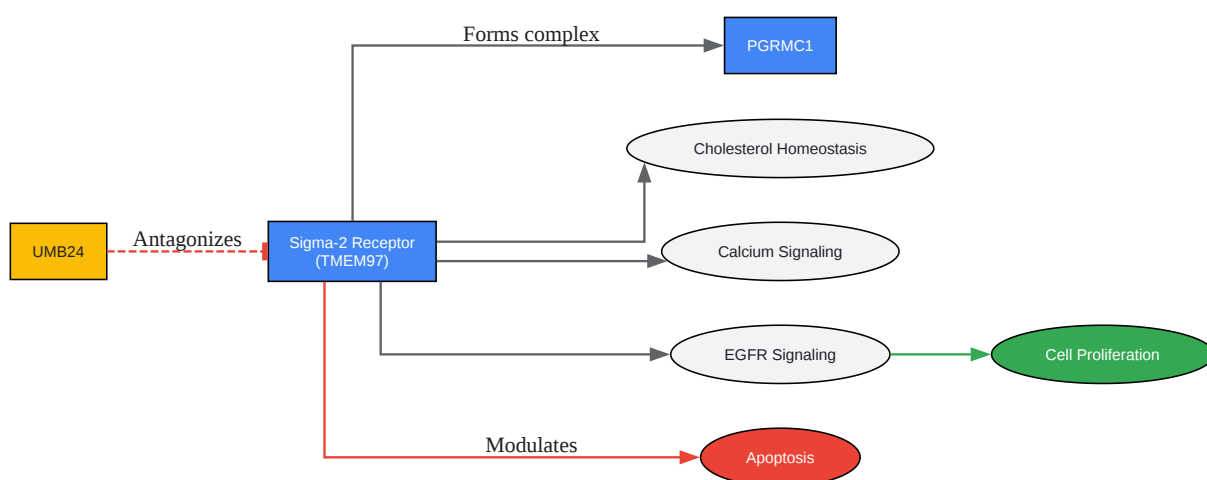 Forms complex
PGRMC1
Cholesterol Homeostasis
UMB24
Antagonizes
Sigma-2 Receptor
(TMEM97)
Calcium Signaling
EGFR Signaling
Cell Proliferation
Modulates
Apoptosis